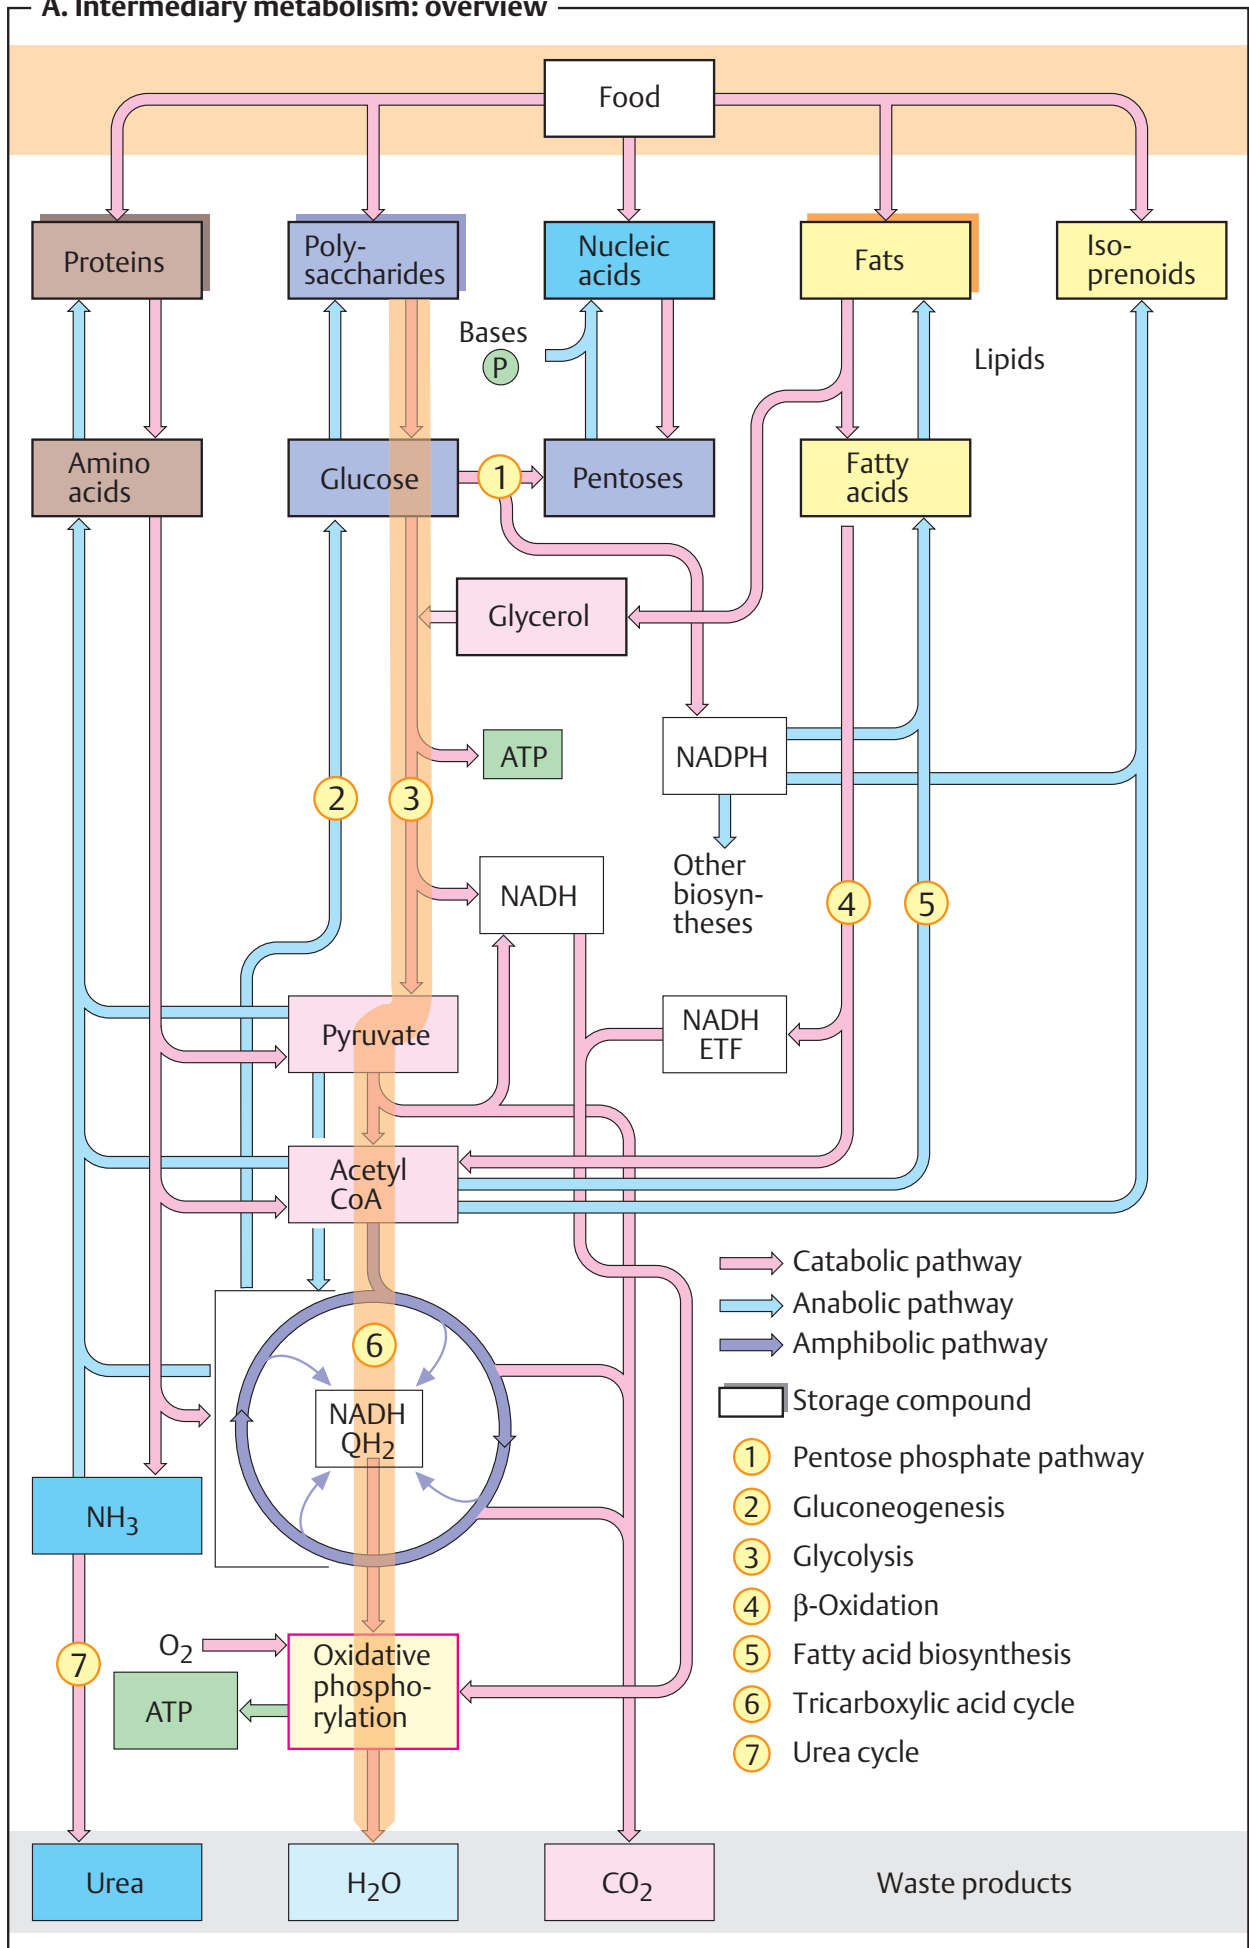 A. Intermediary metabolism: overview
Food
Proteins
Poly-
saccharides
Nucleic
acids
Fats
Iso-
prenoids
Bases
P
Lipids
Amino
acids
Glucose
1
Pentoses
Fatty
acids
Glycerol
ATP
NADPH
2
3
Other
biosyn-
theses
NADH
4
5
Pyruvate
NADH
ETF
Acetyl
CoA
6
NADH
QH2
NH3
O2
Oxidative
phospho-
rylation
7
ATP
Catabolic pathway
Anabolic pathway
Amphibolic pathway
Storage compound
1 Pentose phosphate pathway
2 Gluconeogenesis
3 Glycolysis
4 β-Oxidation
5 Fatty acid biosynthesis
6 Tricarboxylic acid cycle
7 Urea cycle
Urea
H2O
CO2
Waste products